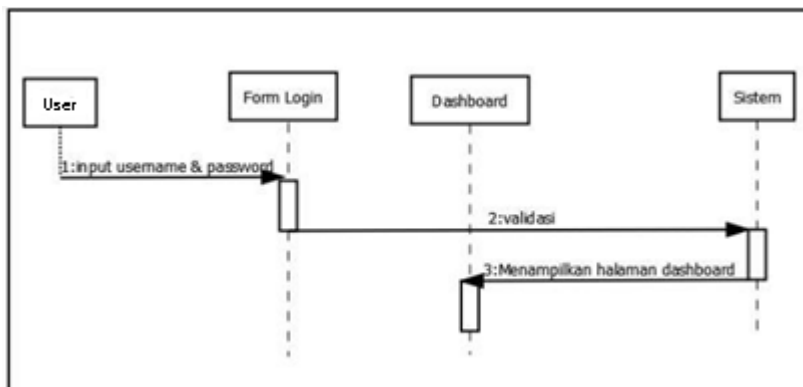 User
Form Login
Dashboard
Sistem
1:input username & password
2:validasi
3:Menampilkan halaman dashboard